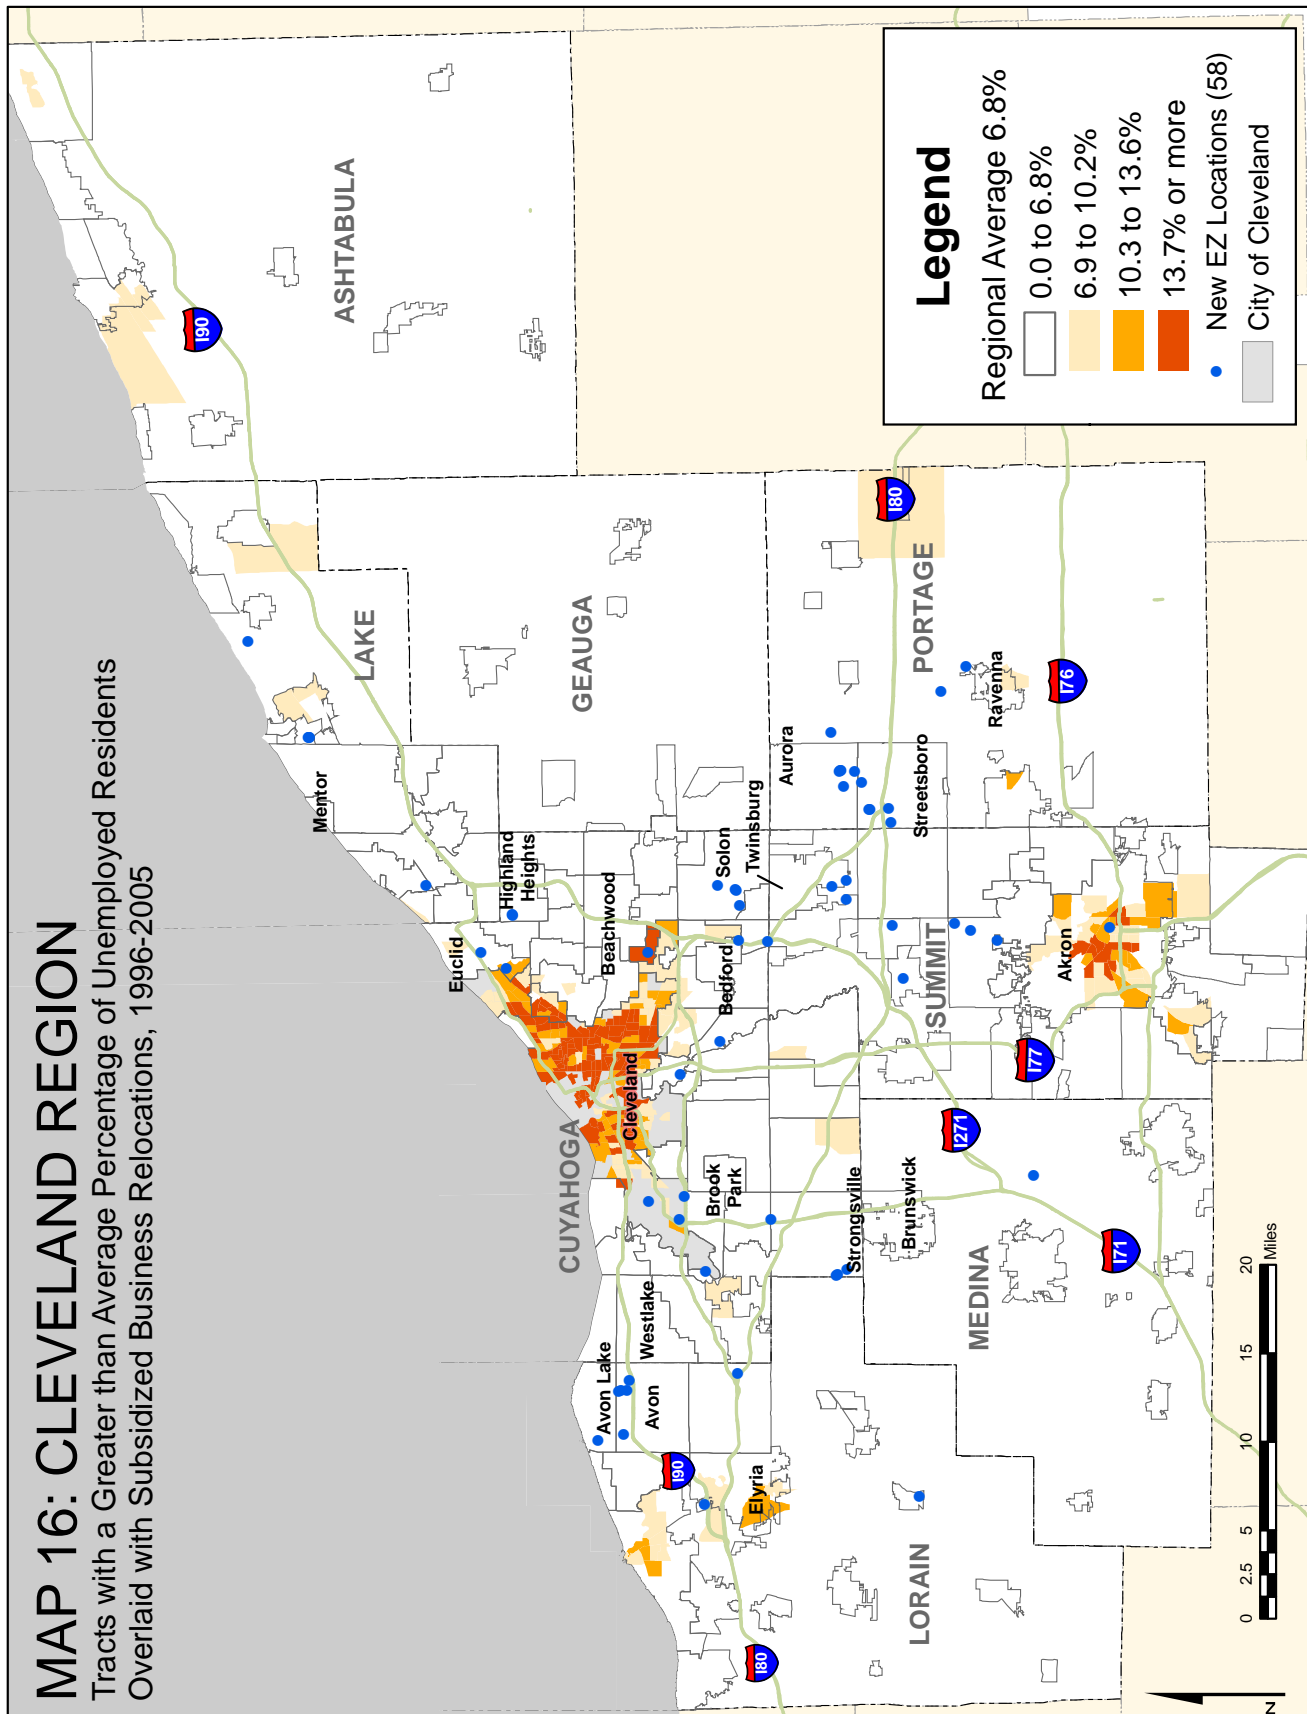 MAP 16: CLEVELAND REGION
Tracts with a Greater than Average Percentage of Unemployed Residents
Overlaid with Subsidized Business Relocations, 1996-2005
Legend
Regional Average 6.8%
0.0 to 6.8%
6.9 to 10.2%
10.3 to 13.6%
13.7% or more
New EZ Locations (58)
City of Cleveland
ASHTABULA
I90
LAKE
Mentor
GEAUGA
Euclid
Highland
Heights
Beachwood
CUYAHOGA
Cleveland
Bedford
Solon
Twinsburg
Aurora
Streetsboro
PORTAGE
I80
Ravenna
I76
SUMMIT
Akron
I77
I271
Brook
Park
Strongsville
Brunswick
MEDINA
I71
Westlake
Avon Lake
Avon
I90
Elyria
LORAIN
I80
0 2.5 5 10 15 20
Miles
N